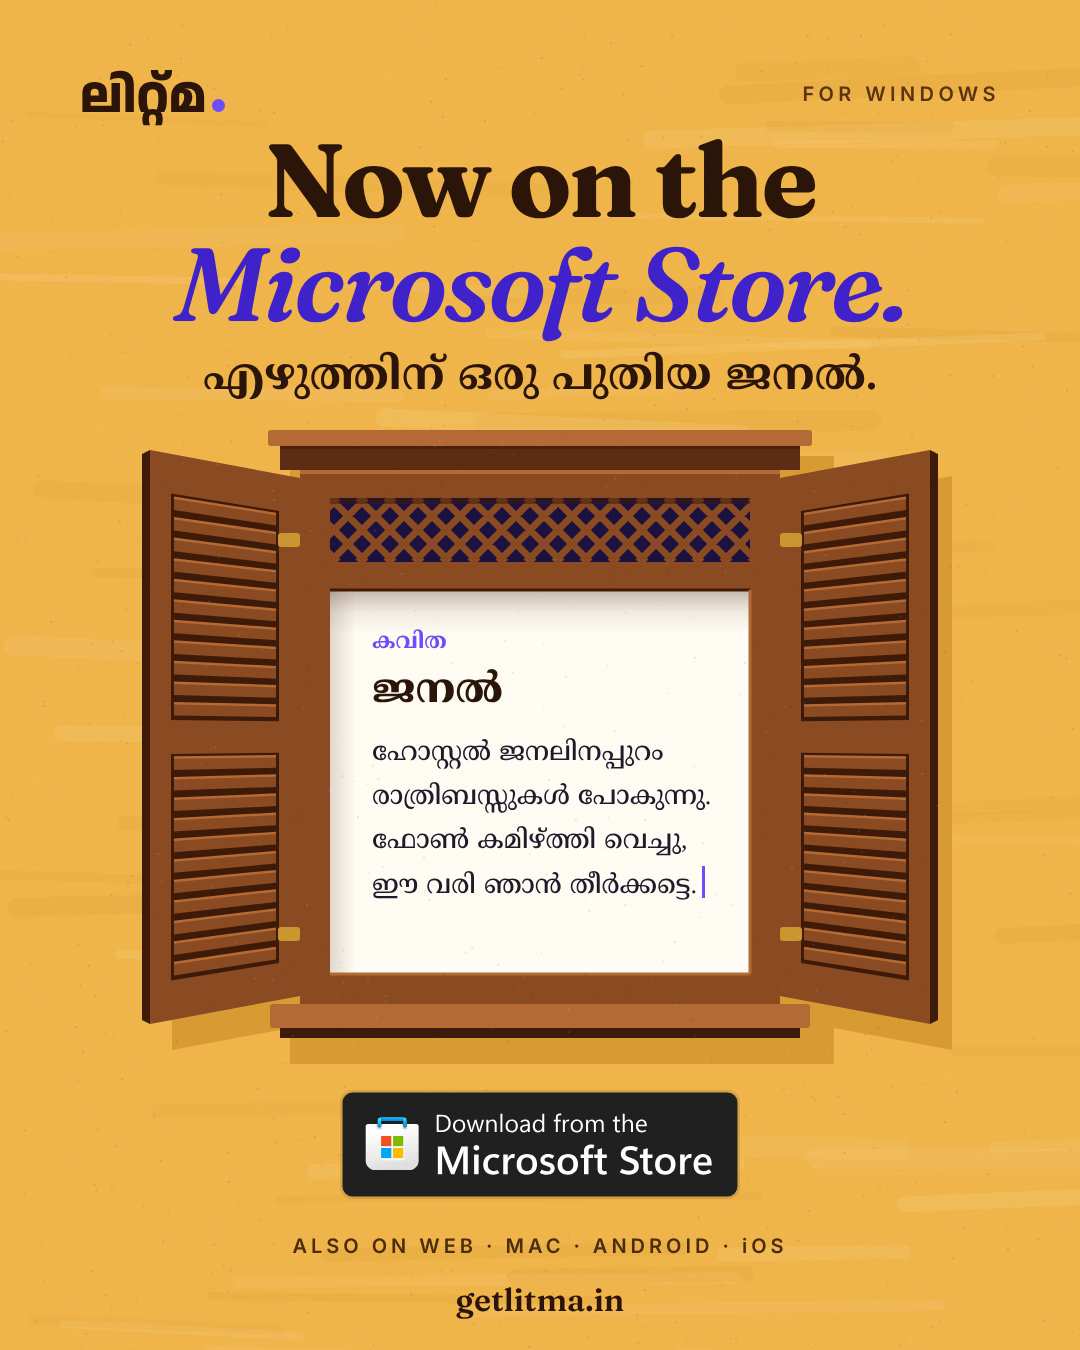 ലിറ്റ്മ.
FOR WINDOWS
Now on the
Microsoft Store.
എഴുത്തിന് ഒരു പുതിയ ജനൽ.
കവിത
ജനൽ
ഹോസ്റ്റൽ ജനലിനപ്പുറം
രാത്രിബസ്സുകൾ പോകുന്നു.
ഫോൺ കമിഴ്ത്തി വെച്ചു,
ഈ വരി ഞാൻ തീർക്കട്ടെ.
Download from the
Microsoft Store
ALSO ON WEB · MAC · ANDROID · iOS
getlitma.in